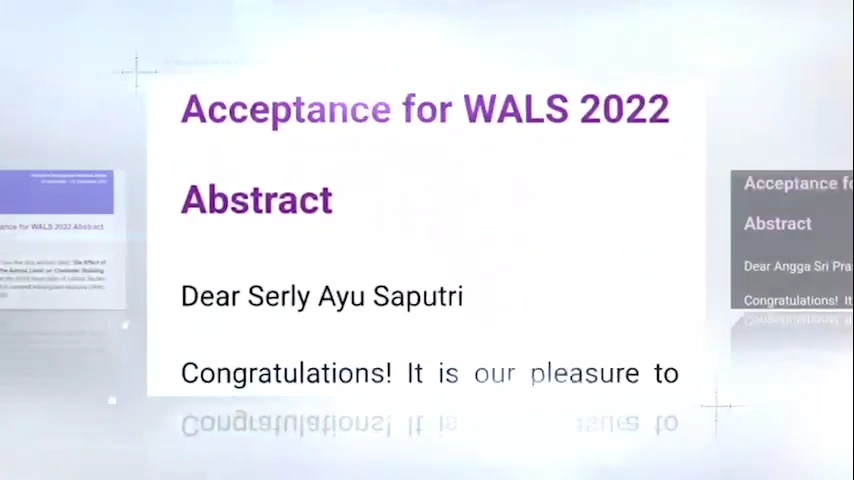 Acceptance for WALS 2022
Abstract
Dear Serly Ayu Saputri
Congratulations! It is our pleasure to
ance for WALS 2022 Abstract
Acceptance fo
Abstract
Dear Angga Sri Pra
Congratulations! It